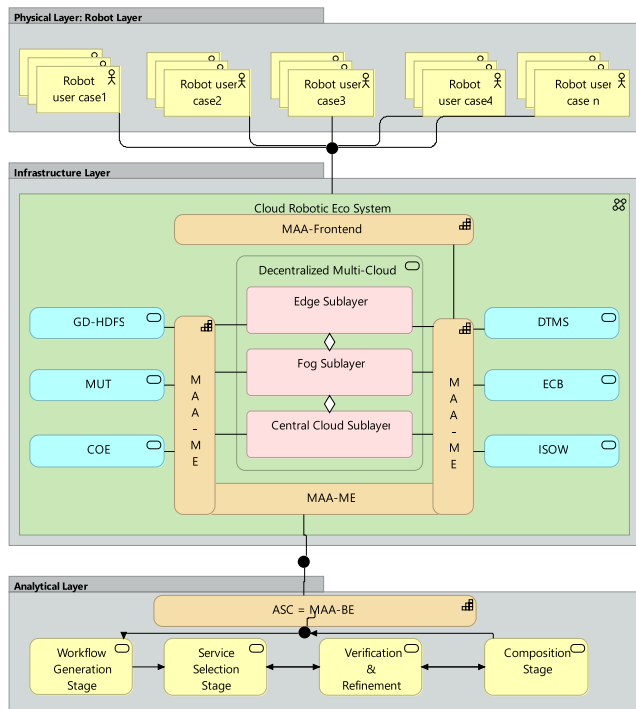 Physical Layer: Robot Layer
Robot
user case1
Robot user
case2
Robot user
case3
Robot
user case4
Robot user
case n
Infrastructure Layer
Cloud Robotic Eco System
MAA-Frontend
Decentralized Multi-Cloud
Edge Sublayer
Fog Sublayer
Central Cloud Sublayer
GD-HDFS
MUT
COE
M
A
A
-
M
E
M
A
A
-
M
E
DTMS
ECB
ISOW
MAA-ME
Analytical Layer
ASC = MAA-BE
Workflow
Generation
Stage
Service
Selection
Stage
Verification
&
Refinement
Composition
Stage